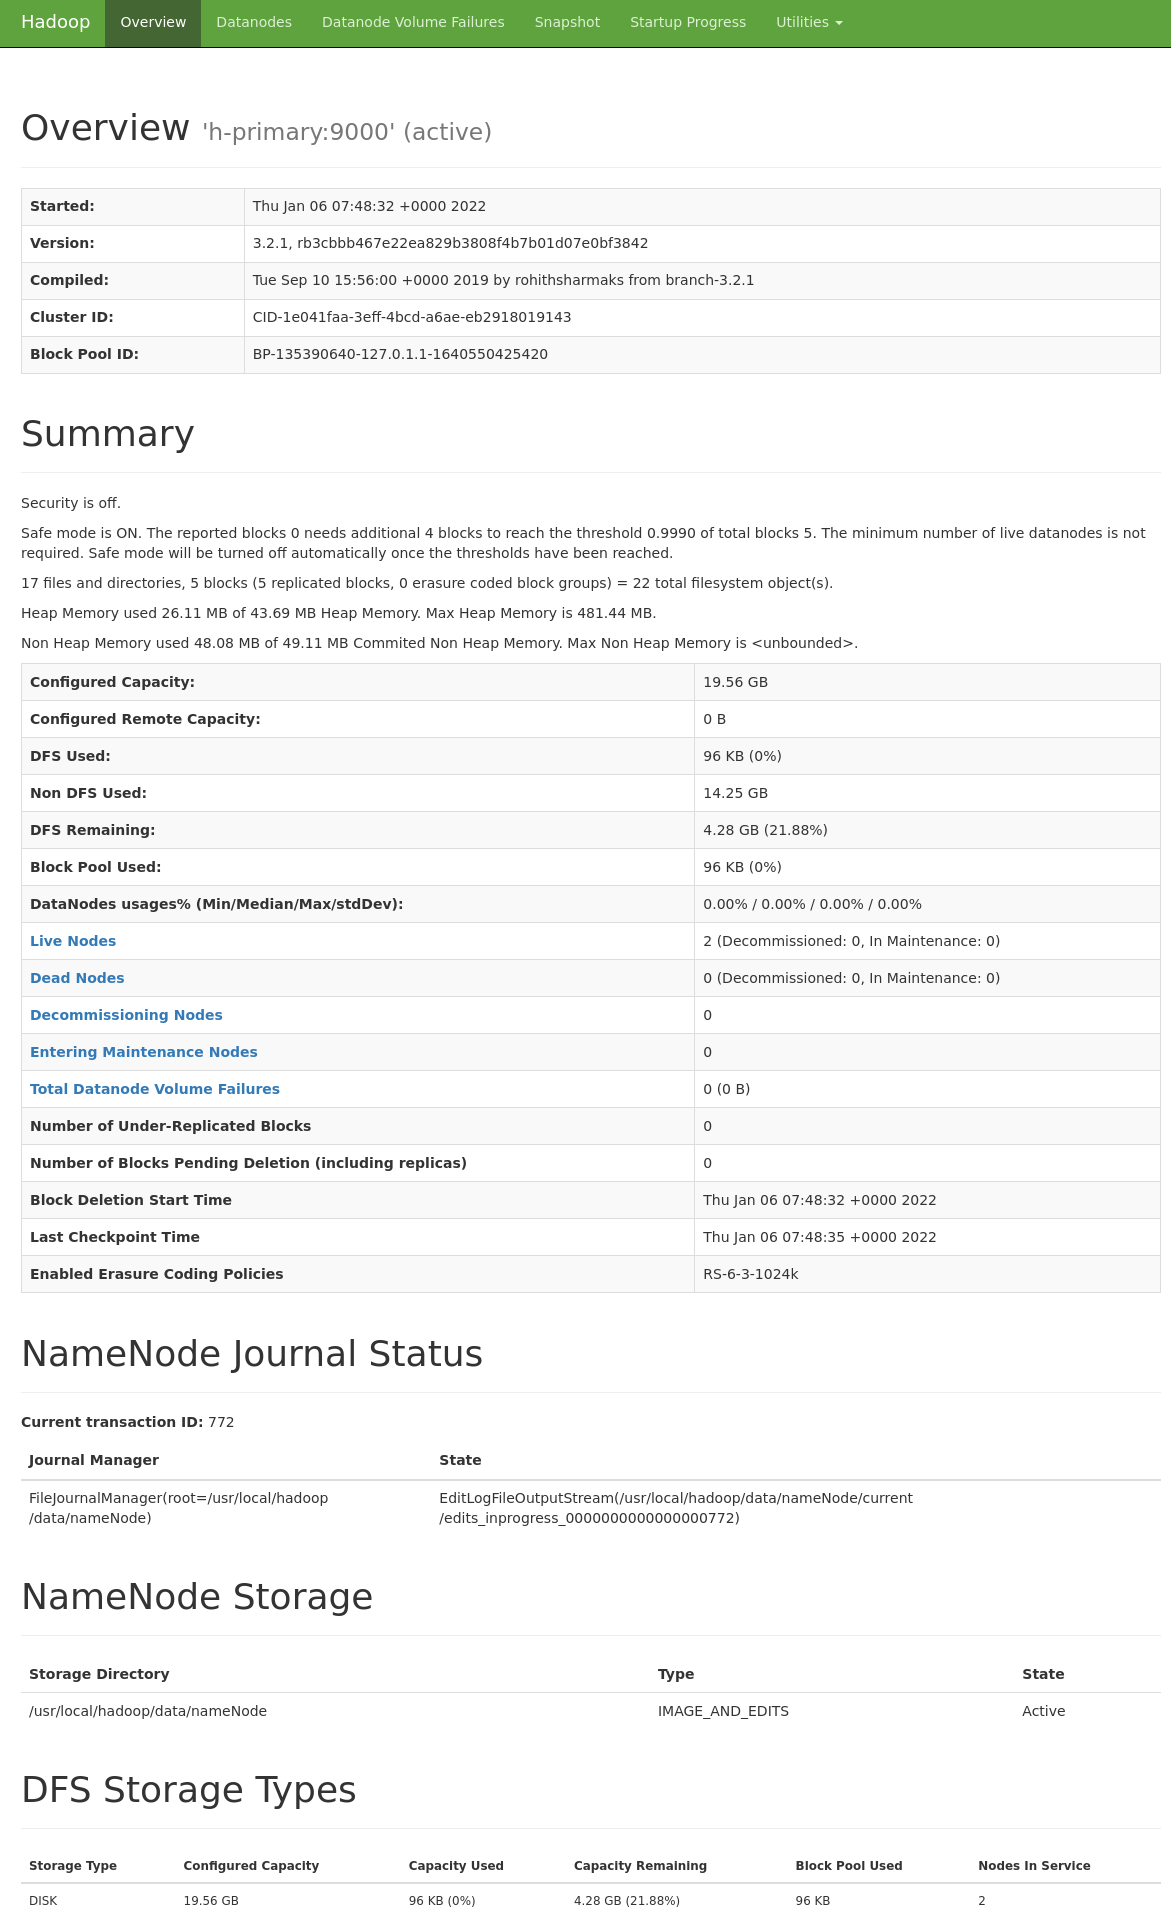 Hadoop Overview Datanodes Datanode Volume Failures Snapshot Startup Progress Utilities
Overview 'h-primary:9000' (active)
Started: Thu Jan 06 07:48:32 +0000 2022
Version: 3.2.1, rb3cbbb467e22ea829b3808f4b7b01d07e0bf3842
Compiled: Tue Sep 10 15:56:00 +0000 2019 by rohithsharmaks from branch-3.2.1
Cluster ID: CID-1e041faa-3eff-4bcd-a6ae-eb2918019143
Block Pool ID: BP-135390640-127.0.1.1-1640550425420
Summary
Security is off.
Safe mode is ON. The reported blocks 0 needs additional 4 blocks to reach the threshold 0.9990 of total blocks 5. The minimum number of live datanodes is not
required. Safe mode will be turned off automatically once the thresholds have been reached.
17 files and directories, 5 blocks (5 replicated blocks, 0 erasure coded block groups) = 22 total filesystem object(s).
Heap Memory used 26.11 MB of 43.69 MB Heap Memory. Max Heap Memory is 481.44 MB.
Non Heap Memory used 48.08 MB of 49.11 MB Commited Non Heap Memory. Max Non Heap Memory is <unbounded>.
Configured Capacity: 19.56 GB
Configured Remote Capacity: 0 B
DFS Used: 96 KB (0%)
Non DFS Used: 14.25 GB
DFS Remaining: 4.28 GB (21.88%)
Block Pool Used: 96 KB (0%)
DataNodes usages% (Min/Median/Max/stdDev): 0.00% / 0.00% / 0.00% / 0.00%
Live Nodes 2 (Decommissioned: 0, In Maintenance: 0)
Dead Nodes 0 (Decommissioned: 0, In Maintenance: 0)
Decommissioning Nodes 0
Entering Maintenance Nodes 0
Total Datanode Volume Failures 0 (0 B)
Number of Under-Replicated Blocks 0
Number of Blocks Pending Deletion (including replicas) 0
Block Deletion Start Time Thu Jan 06 07:48:32 +0000 2022
Last Checkpoint Time Thu Jan 06 07:48:35 +0000 2022
Enabled Erasure Coding Policies RS-6-3-1024k
NameNode Journal Status
Current transaction ID: 772
Journal Manager State
FileJournalManager(root=/usr/local/hadoop EditLogFileOutputStream(/usr/local/hadoop/data/nameNode/current
/data/nameNode) /edits_inprogress_0000000000000000772)
NameNode Storage
Storage Directory Type State
/usr/local/hadoop/data/nameNode IMAGE_AND_EDITS Active
DFS Storage Types
Storage Type Configured Capacity Capacity Used Capacity Remaining Block Pool Used Nodes In Service
DISK 19.56 GB 96 KB (0%) 4.28 GB (21.88%) 96 KB 2